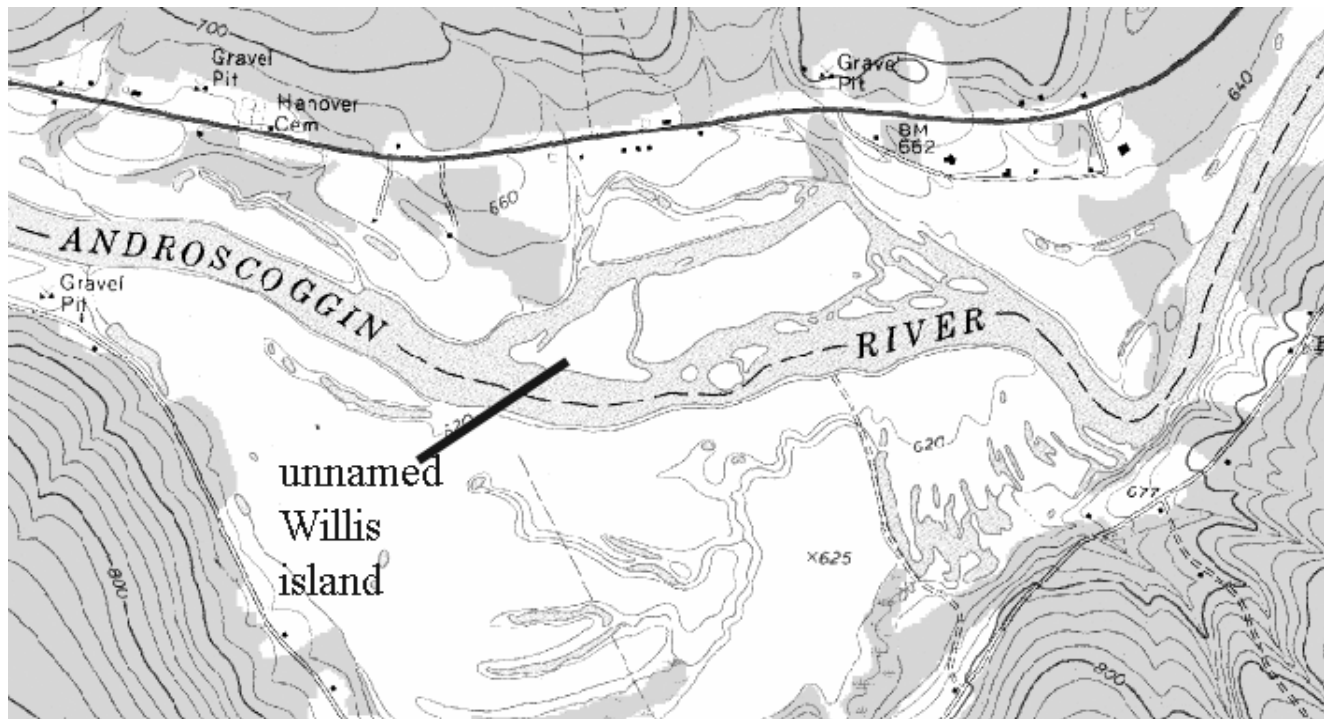 700
Gravel
Pit
Hanover
Cem
Grave
Pit
640
BM
662
660
ANDROSCOGGIN
RIVER
Gravel
Pit
620
unnamed
Willis
island
620
677
×625
800
800